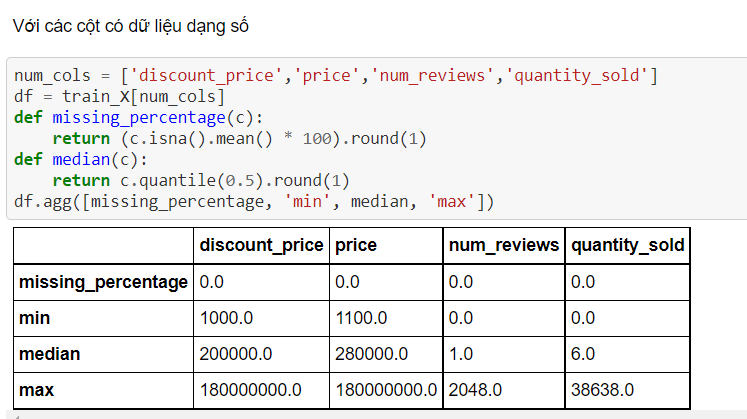 Với các cột có dữ liệu dạng số
num_cols = ['discount_price','price','num_reviews','quantity_sold']
df = train_X[num_cols]
def missing_percentage(c):
    return (c.isna().mean() * 100).round(1)
def median(c):
    return c.quantile(0.5).round(1)
df.agg([missing_percentage, 'min', median, 'max'])
discount_price price num_reviews quantity_sold
missing_percentage 0.0 0.0 0.0 0.0
min 1000.0 1100.0 0.0 0.0
median 200000.0 280000.0 1.0 6.0
max 180000000.0 180000000.0 2048.0 38638.0